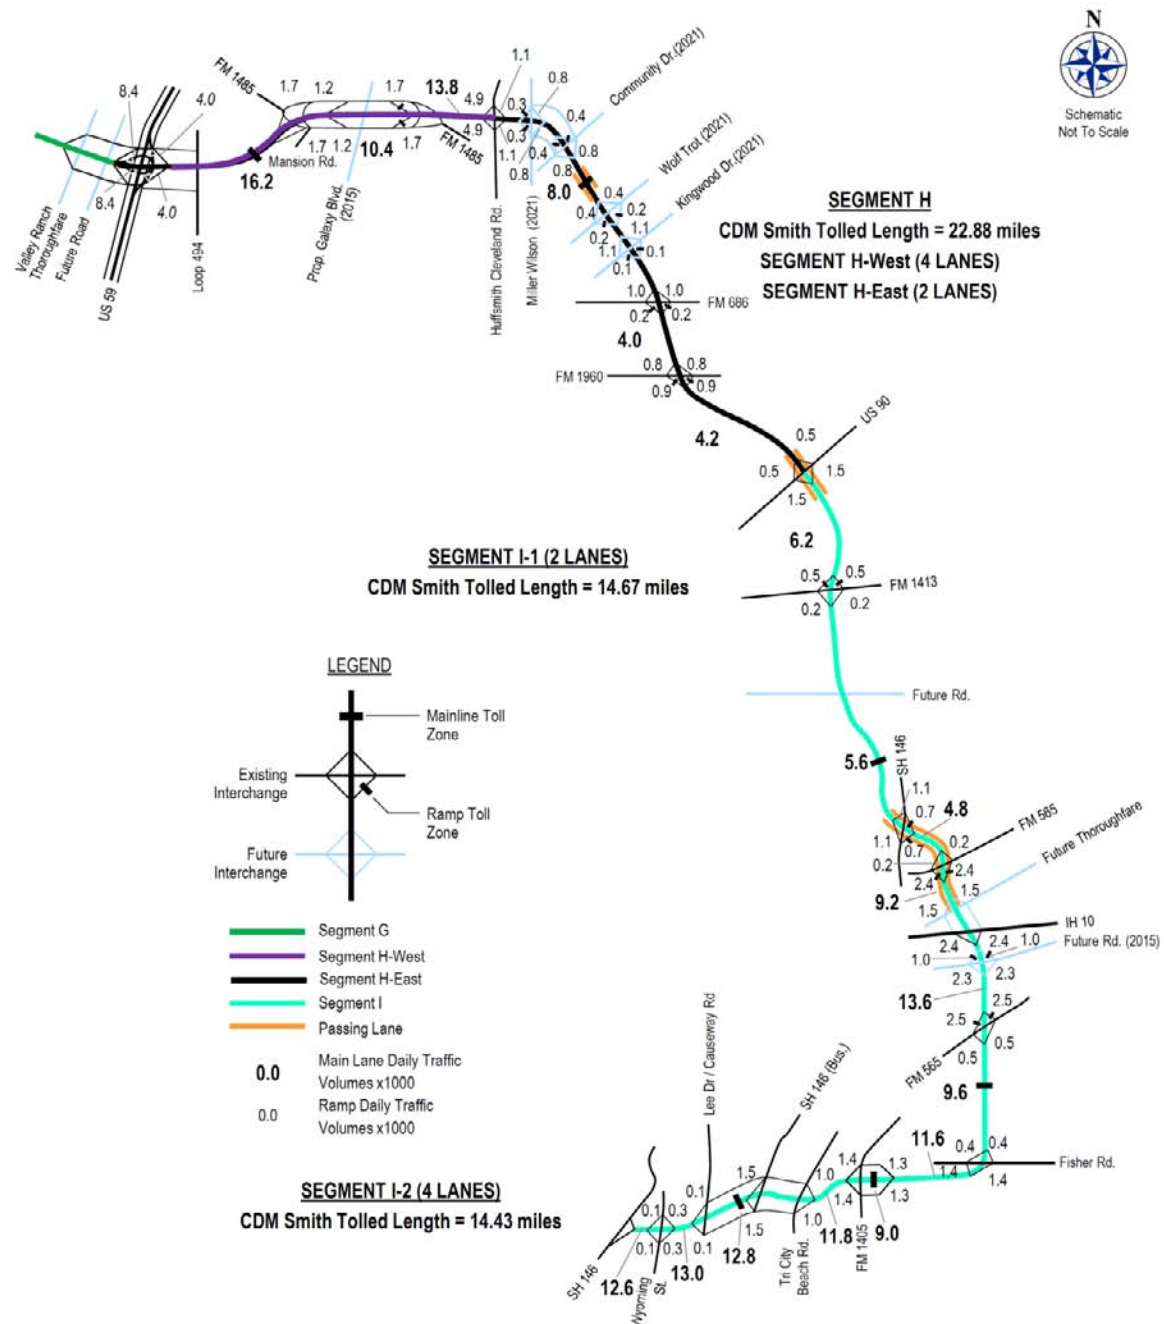 N
Schematic
Not To Scale
Community Dr.(2021)
Wolf Trot (2021)
Kingwood Dr.(2021)
1.1
0.8
0.3
0.4
FM 1485
1.7
1.2
1.7
13.8
4.9
8.4
4.0
4.9
0.3
0.8
1.7
1.2
10.4
1.7
FM 1485
1.1
0.4
0.8
0.8
8.0
Mansion Rd.
16.2
8.4
4.0
0.4
0.2
0.4
0.2
1.1
1.1
0.1
0.1
Valley Ranch
Thoroughfare
Future Road
US 59
Loop 494
Prop. Galaxy Blvd.
(2015)
Huffsmith Cleveland Rd.
Miller Wilson (2021)
SEGMENT H
CDM Smith Tolled Length = 22.88 miles
SEGMENT H-West (4 LANES)
SEGMENT H-East (2 LANES)
1.0
1.0
FM 686
0.2
0.2
4.0
0.8
0.8
FM 1960
0.9
0.9
4.2
US 90
0.5
0.5
1.5
1.5
6.2
SEGMENT I-1 (2 LANES)
CDM Smith Tolled Length = 14.67 miles
0.5
0.5
FM 1413
0.2
0.2
Future Rd.
5.6
SH 146
1.1
0.7
4.8
1.1
0.7
0.2
0.2
FM 565
Future Thoroughfare
2.4
2.4
9.2
1.5
1.5
IH 10
2.4
2.4
1.0
Future Rd. (2015)
1.0
2.3
2.3
13.6
2.5
2.5
0.5
0.5
FM 565
9.6
LEGEND
Mainline Toll
Zone
Existing
Interchange
Ramp Toll
Zone
Future
Interchange
Segment G
Segment H-West
Segment H-East
Segment I
Passing Lane
0.0
Main Lane Daily Traffic
Volumes x1000
0.0
Ramp Daily Traffic
Volumes x1000
SEGMENT I-2 (4 LANES)
CDM Smith Tolled Length = 14.43 miles
Lee Dr / Causeway Rd
SH 146 (Bus.)
11.6
0.4
0.4
Fisher Rd.
1.4
1.4
1.4
1.3
1.5
1.0
0.1
1.4
1.3
0.1
0.3
1.5
1.0
11.8
FM 1405
9.0
0.1
0.3
0.1
12.8
Tri City
Beach Rd.
SH 146
12.6
Wyoming
St.
13.0